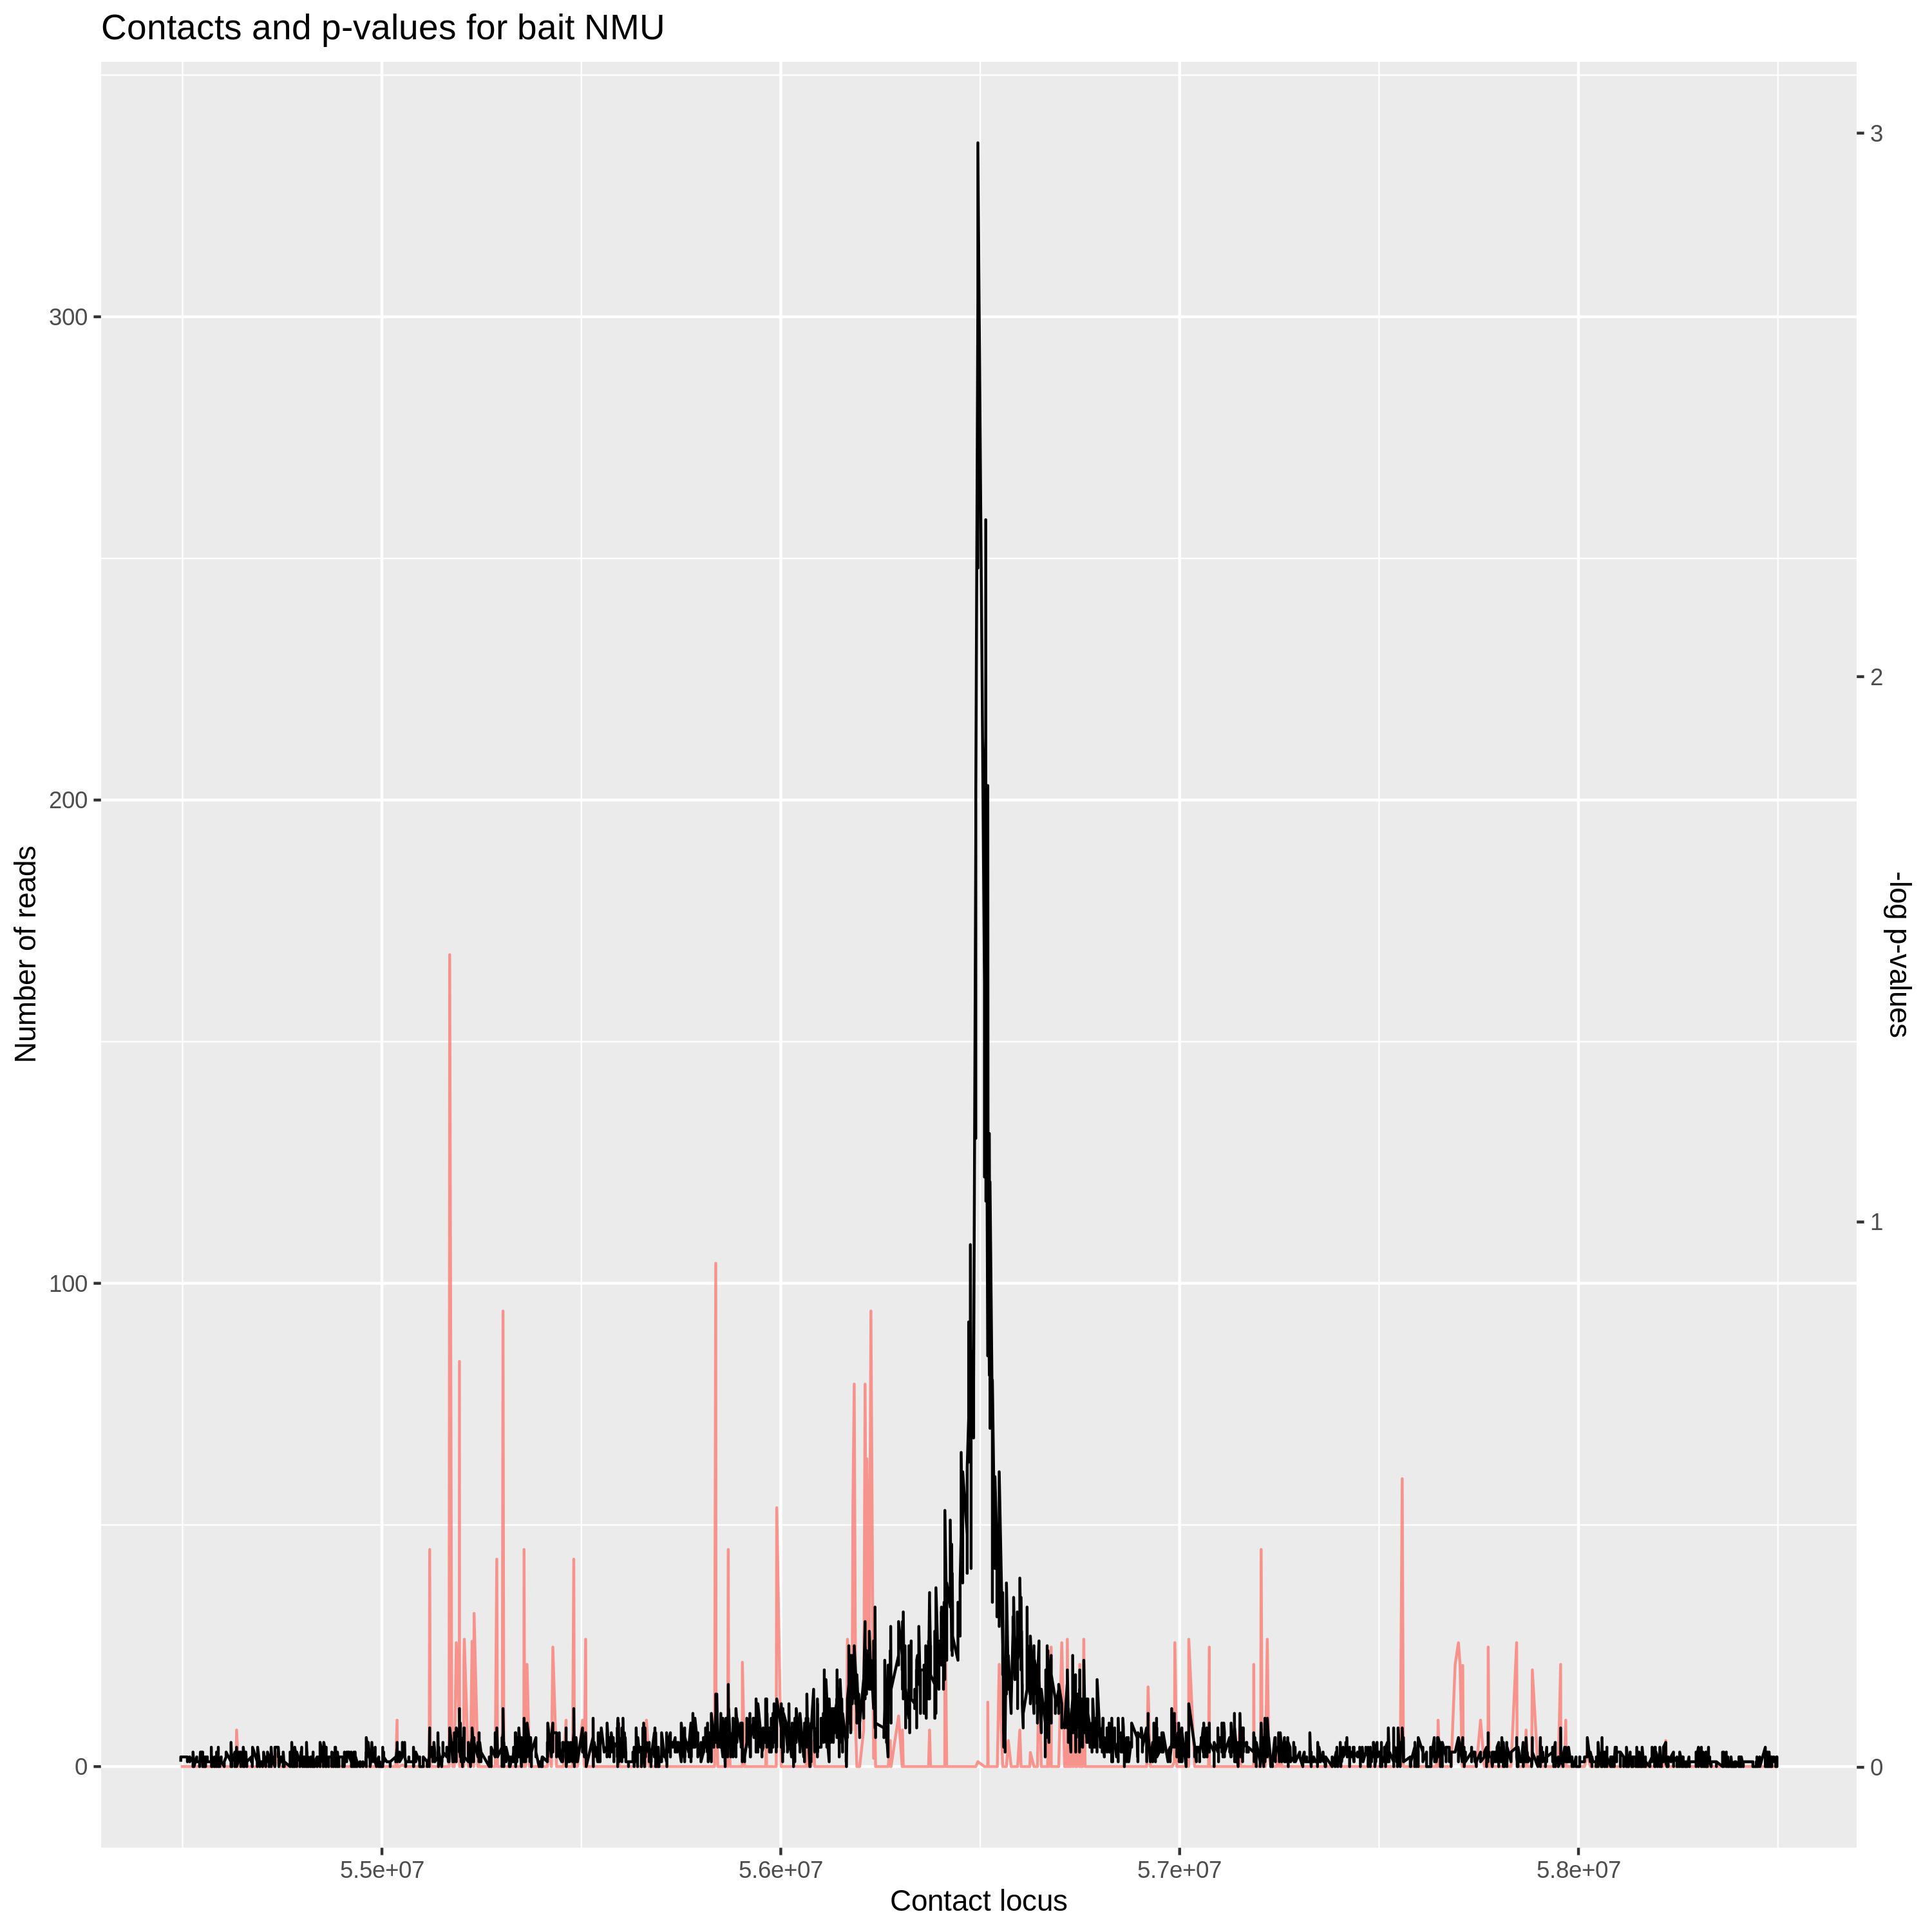 Contacts and p-values for bait NMU
3
300
2
200
Number of reads
-log p-values
1
100
0
0
5.5e+07
5.6e+07
5.7e+07
5.8e+07
Contact locus